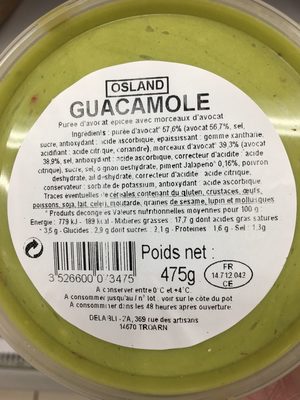 OSLAND
GUACAMOLE
Purée d'avocat épicée avec morceaux d'avocat
Ingrédients : purée d'avocat* 57,6% (avocat 56,7%, sel,
sucre, antioxydant : acide ascorbique, épaississant : gomme xanthane,
acidifiant : acide citrique, coriandre), morceaux d'avocat* 39,3% (avocat
38,9%, sel, antioxydant : acide ascorbique, correcteur d'acidité : acide
citrique), sucre, sel, oignon déshydraté, piment Jalapeno* 0,16%, poivron
déshydraté, ail déshydraté, correcteur d'acidité : acide citrique,
conservateur : sorbate de potassium, antioxydant : acide ascorbique.
Traces éventuelles de céréales contenant du gluten, crustacés, œufs,
poissons, soja, lait, céleri, moutarde, graines de sésame, lupin et mollusques
* Produits décongelés Valeurs nutritionnelles moyennes pour 100 g :
Energie : 779 kJ - 189 kcal - Matières grasses : 17,7 g dont acides gras saturés
: 3,5 g - Glucides : 2,9 g dont sucres : 2,1 g - Protéines : 1,6 g - Sel : 1,3g
3 526600 013475
Poids net :
475g
FR
14.712.042
CE
A conserver entre 0°C et +4°C.
A consommer jusqu'au / n° lot : voir sur le côté du pot
A consommer dans les 48 heures après ouverture.
DELABLI - ZA, 369 rue des artisans
14670 TROARN